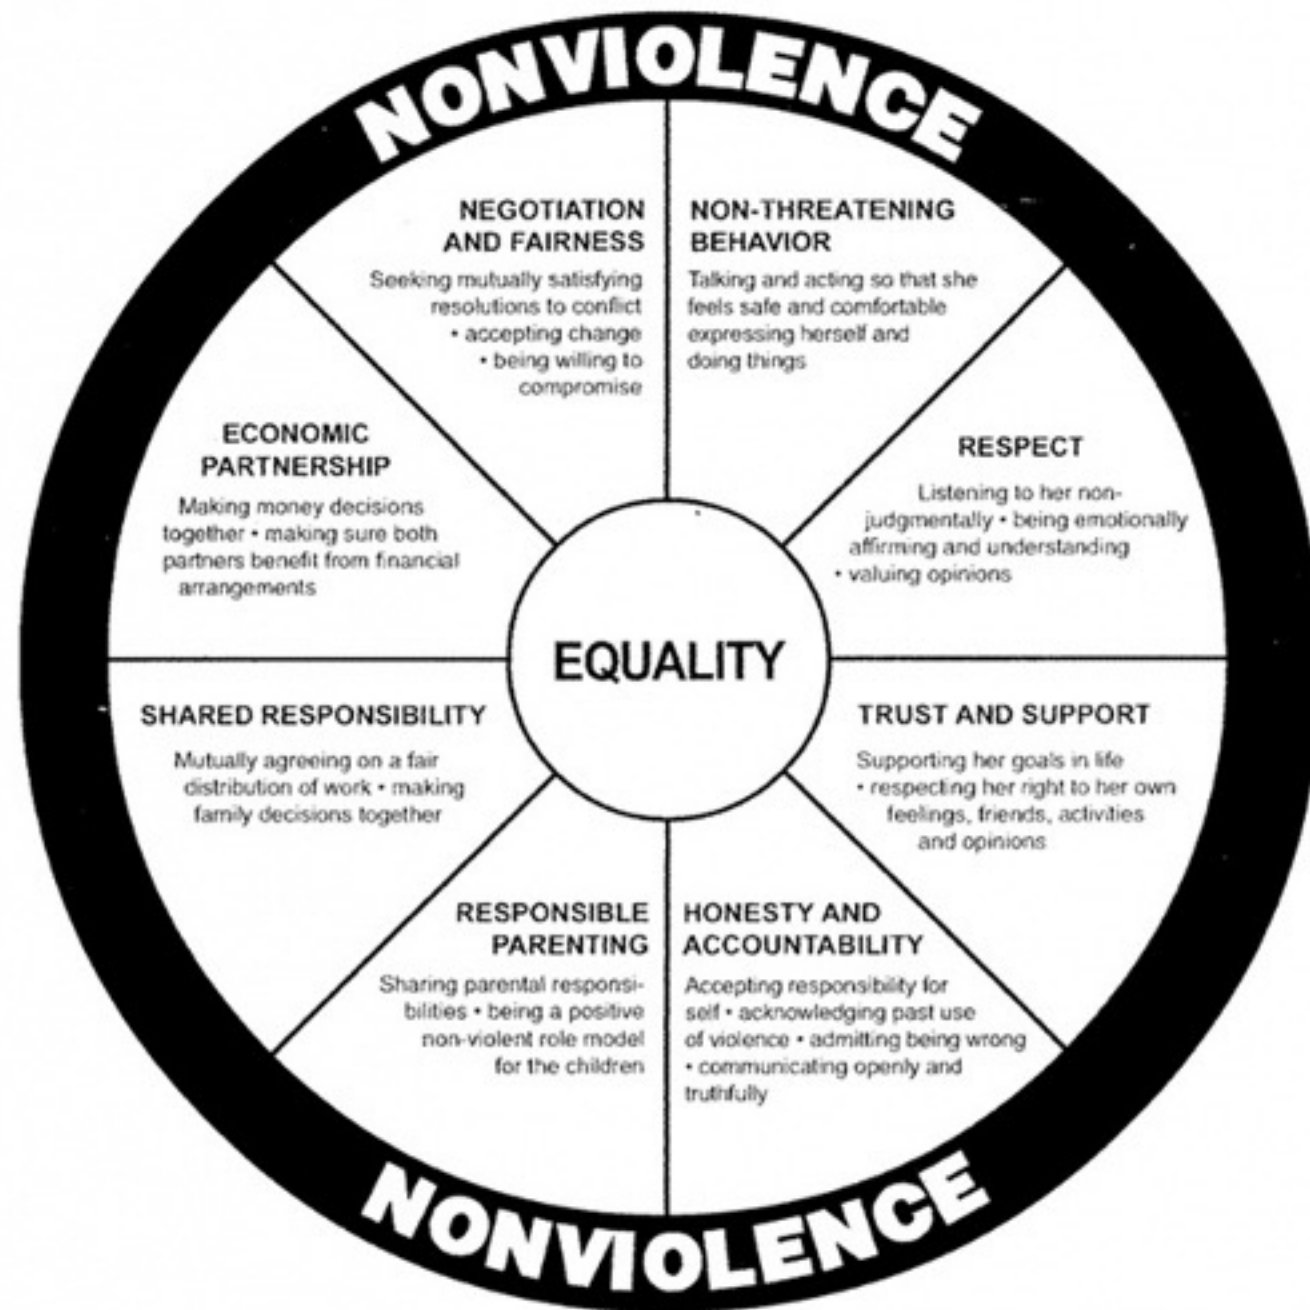 NONVIOLENCE
NEGOTIATION
AND FAIRNESS
Seeking mutually satisfying
resolutions to conflict
• accepting change
• being willing to
compromise
NON-THREATENING
BEHAVIOR
Talking and acting so that she
feels safe and comfortable
expressing herself and
doing things
ECONOMIC
PARTNERSHIP
Making money decisions
together • making sure both
partners benefit from financial
arrangements
RESPECT
Listening to her non-
judgmentally • being emotionally
affirming and understanding
• valuing opinions
EQUALITY
SHARED RESPONSIBILITY
Mutually agreeing on a fair
distribution of work • making
family decisions together
TRUST AND SUPPORT
Supporting her goals in life
• respecting her right to her own
feelings, friends, activities
and opinions
RESPONSIBLE
PARENTING
Sharing parental responsi-
bilities • being a positive
non-violent role model
for the children
HONESTY AND
ACCOUNTABILITY
Accepting responsibility for
self • acknowledging past use
of violence • admitting being wrong
• communicating openly and
truthfully
NONVIOLENCE